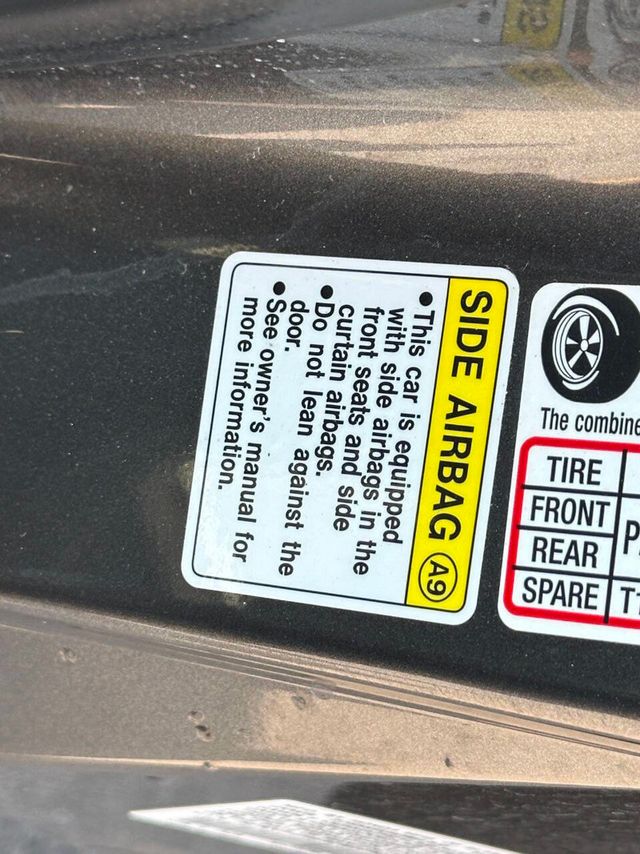 SIDE AIRBAG A9
• This car is equipped
with side airbags in the
front seats and side
curtain airbags.
• Do not lean against the
door.
• See owner's manual for
more information.
The combine
TIRE
FRONT
REAR
SPARE T1
P